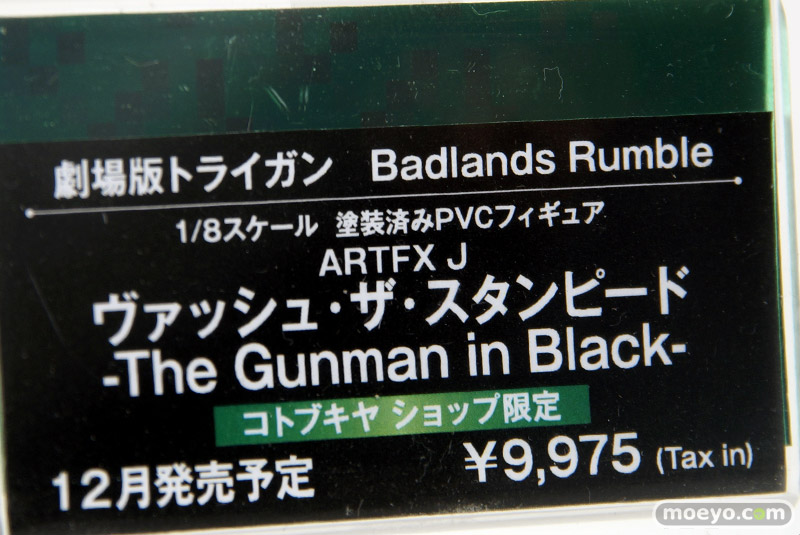 劇場版トライガン Badlands Rumble
1/8スケール 塗装済みPVCフィギュア
ARTFX J
ヴァッシュ・ザ・スタンピード
-The Gunman in Black-
コトブキヤ ショップ限定
12月発売予定 ¥9,975 (Tax in)
moeyo.com